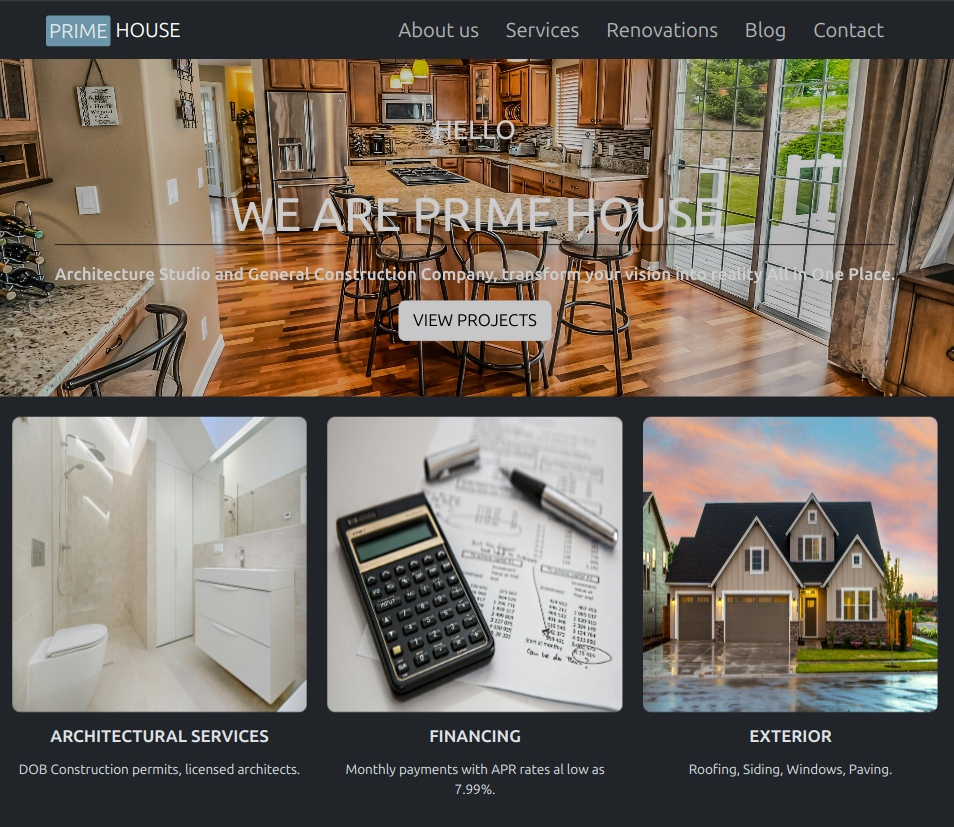 PRIME HOUSE About us Services Renovations Blog Contact
HELLO
WE ARE PRIME HOUSE
Architecture Studio and General Construction Company, transform your vision into reality All In One Place.
VIEW PROJECTS
ARCHITECTURAL SERVICES
FINANCING
EXTERIOR
DOB Construction permits, licensed architects.
Monthly payments with APR rates al low as
7.99%.
Roofing, Siding, Windows, Paving.